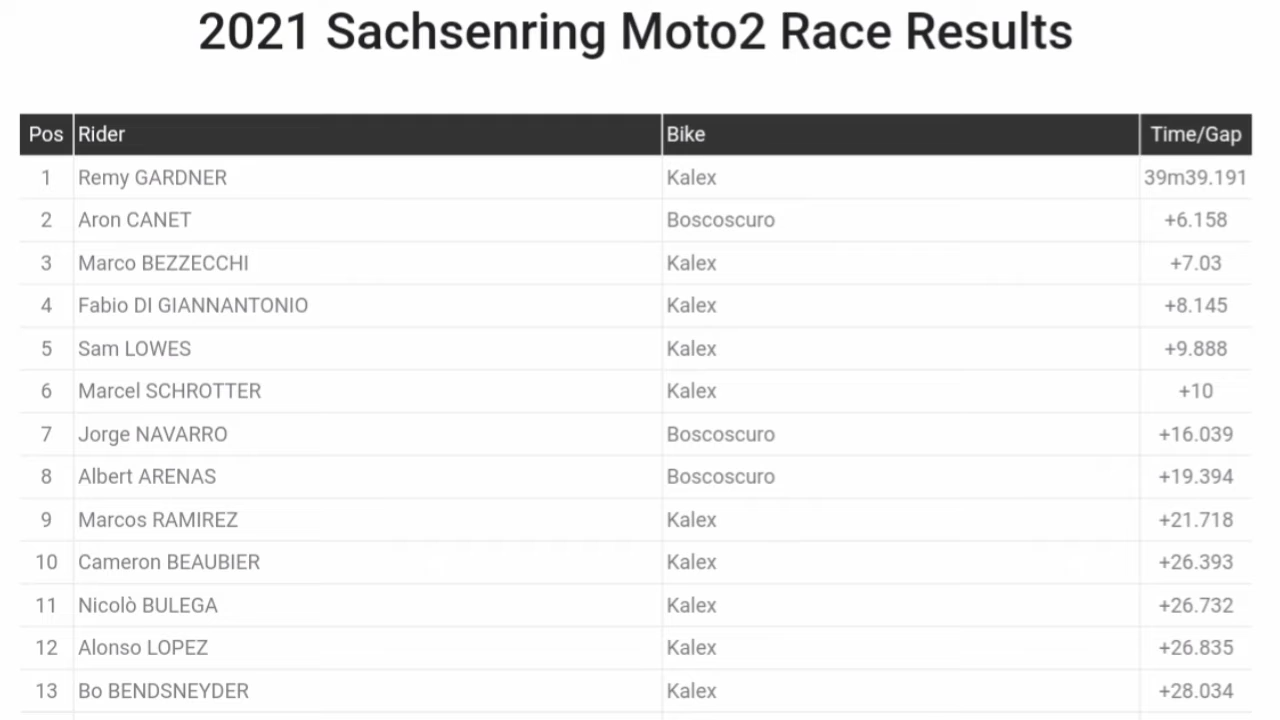 2021 Sachsenring Moto2 Race Results
Pos Rider Bike Time/Gap
1 Remy GARDNER Kalex 39m39.191
2 Aron CANET Boscoscuro +6.158
3 Marco BEZZECCHI Kalex +7.03
4 Fabio DI GIANNANTONIO Kalex +8.145
5 Sam LOWES Kalex +9.888
6 Marcel SCHROTTER Kalex +10
7 Jorge NAVARRO Boscoscuro +16.039
8 Albert ARENAS Boscoscuro +19.394
9 Marcos RAMIREZ Kalex +21.718
10 Cameron BEAUBIER Kalex +26.393
11 Nicolò BULEGA Kalex +26.732
12 Alonso LOPEZ Kalex +26.835
13 Bo BENDSNEYDER Kalex +28.034